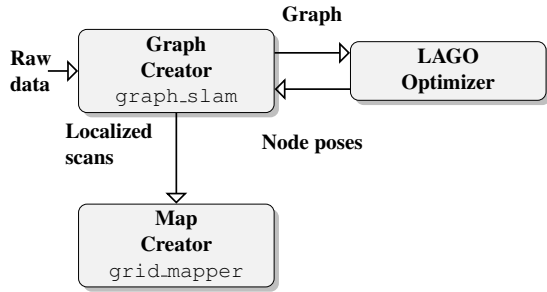 Graph
Raw
data
Graph
Creator
graph_slam
LAGO
Optimizer
Localized
scans
Node poses
Map
Creator
grid_mapper